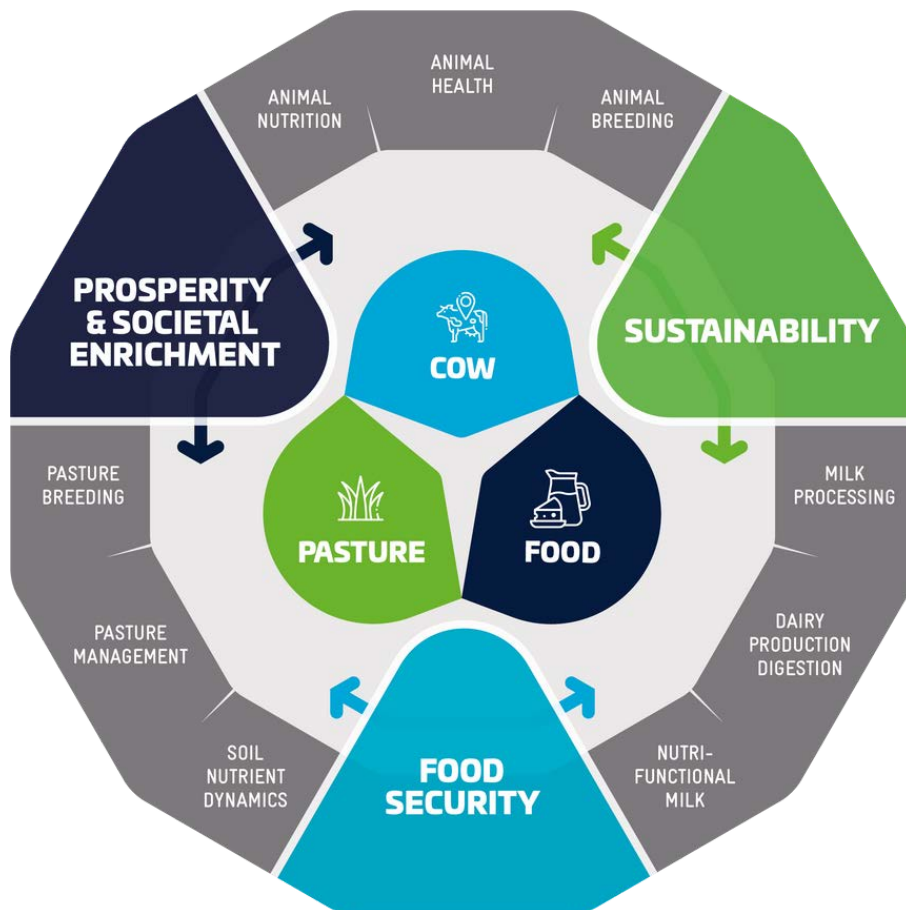 ANIMAL
NUTRITION
ANIMAL
HEALTH
ANIMAL
BREEDING
PROSPERITY
& SOCIETAL
ENRICHMENT
SUSTAINABILITY
COW
PASTURE
FOOD
PASTURE
BREEDING
PASTURE
MANAGEMENT
SOIL
NUTRIENT
DYNAMICS
MILK
PROCESSING
DAIRY
PRODUCTION
DIGESTION
NUTRI-
FUNCTIONAL
MILK
FOOD
SECURITY